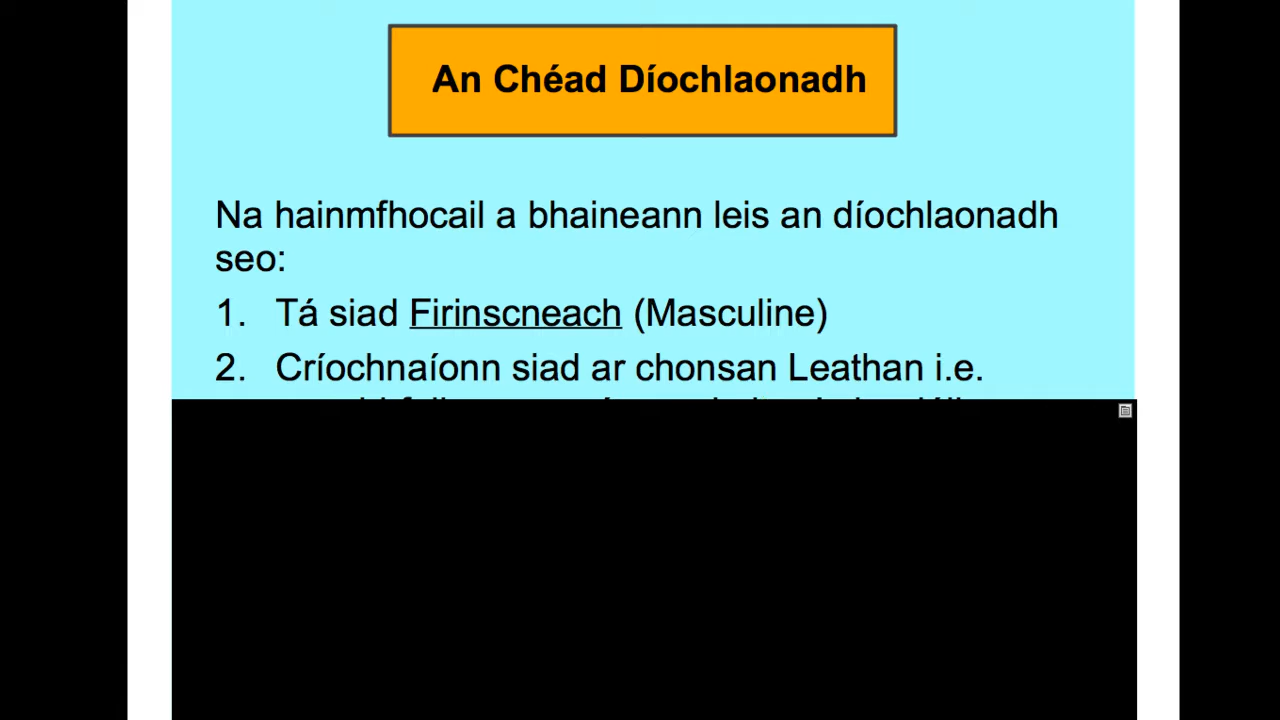 An Chéad Díochlaonadh
Na hainmfhocail a bhaineann leis an díochlaonadh
seo:
1. Tá siad Firinscneach (Masculine)
2. Críochnaíonn siad ar chonsan Leathan i.e.